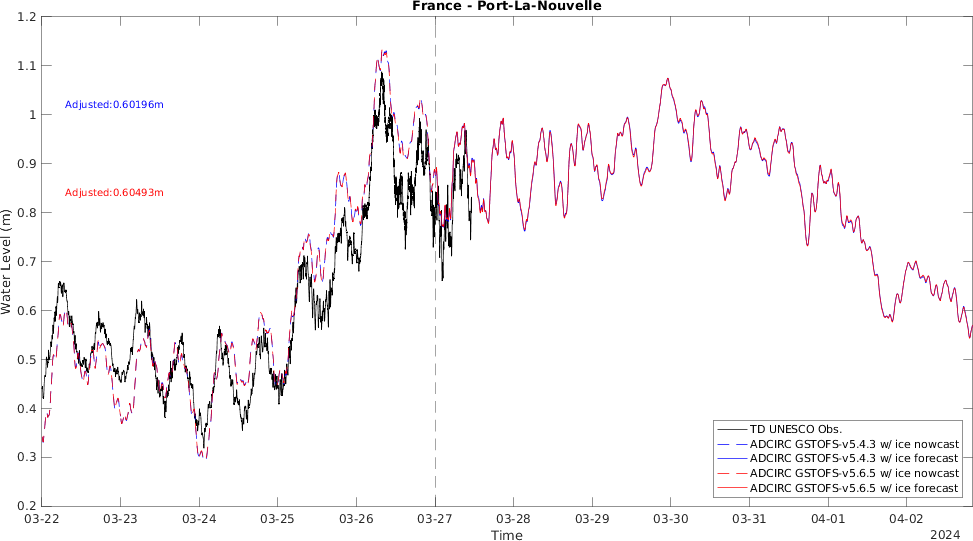 France - Port-La-Nouvelle
1.2
1.1
1
0.9
0.8
0.7
0.6
0.5
0.4
0.3
0.2
Water Level (m)
Adjusted:0.60196m
Adjusted:0.60493m
TD UNESCO Obs.
ADCIRC GSTOFS-v5.4.3 w/ ice nowcast
ADCIRC GSTOFS-v5.4.3 w/ ice forecast
ADCIRC GSTOFS-v5.6.5 w/ ice nowcast
ADCIRC GSTOFS-v5.6.5 w/ ice forecast
03-22 03-23 03-24 03-25 03-26 03-27 03-28 03-29 03-30 03-31 04-01 04-02
Time
2024